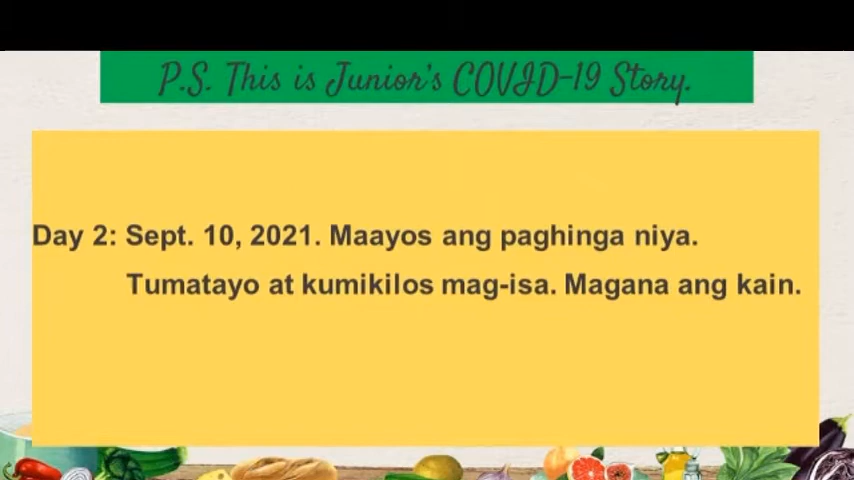 P.S. This is Junior's COVID-19 Story.
Day 2: Sept. 10, 2021. Maayos ang paghinga niya.
Tumatayo at kumikilos mag-isa. Magana ang kain.